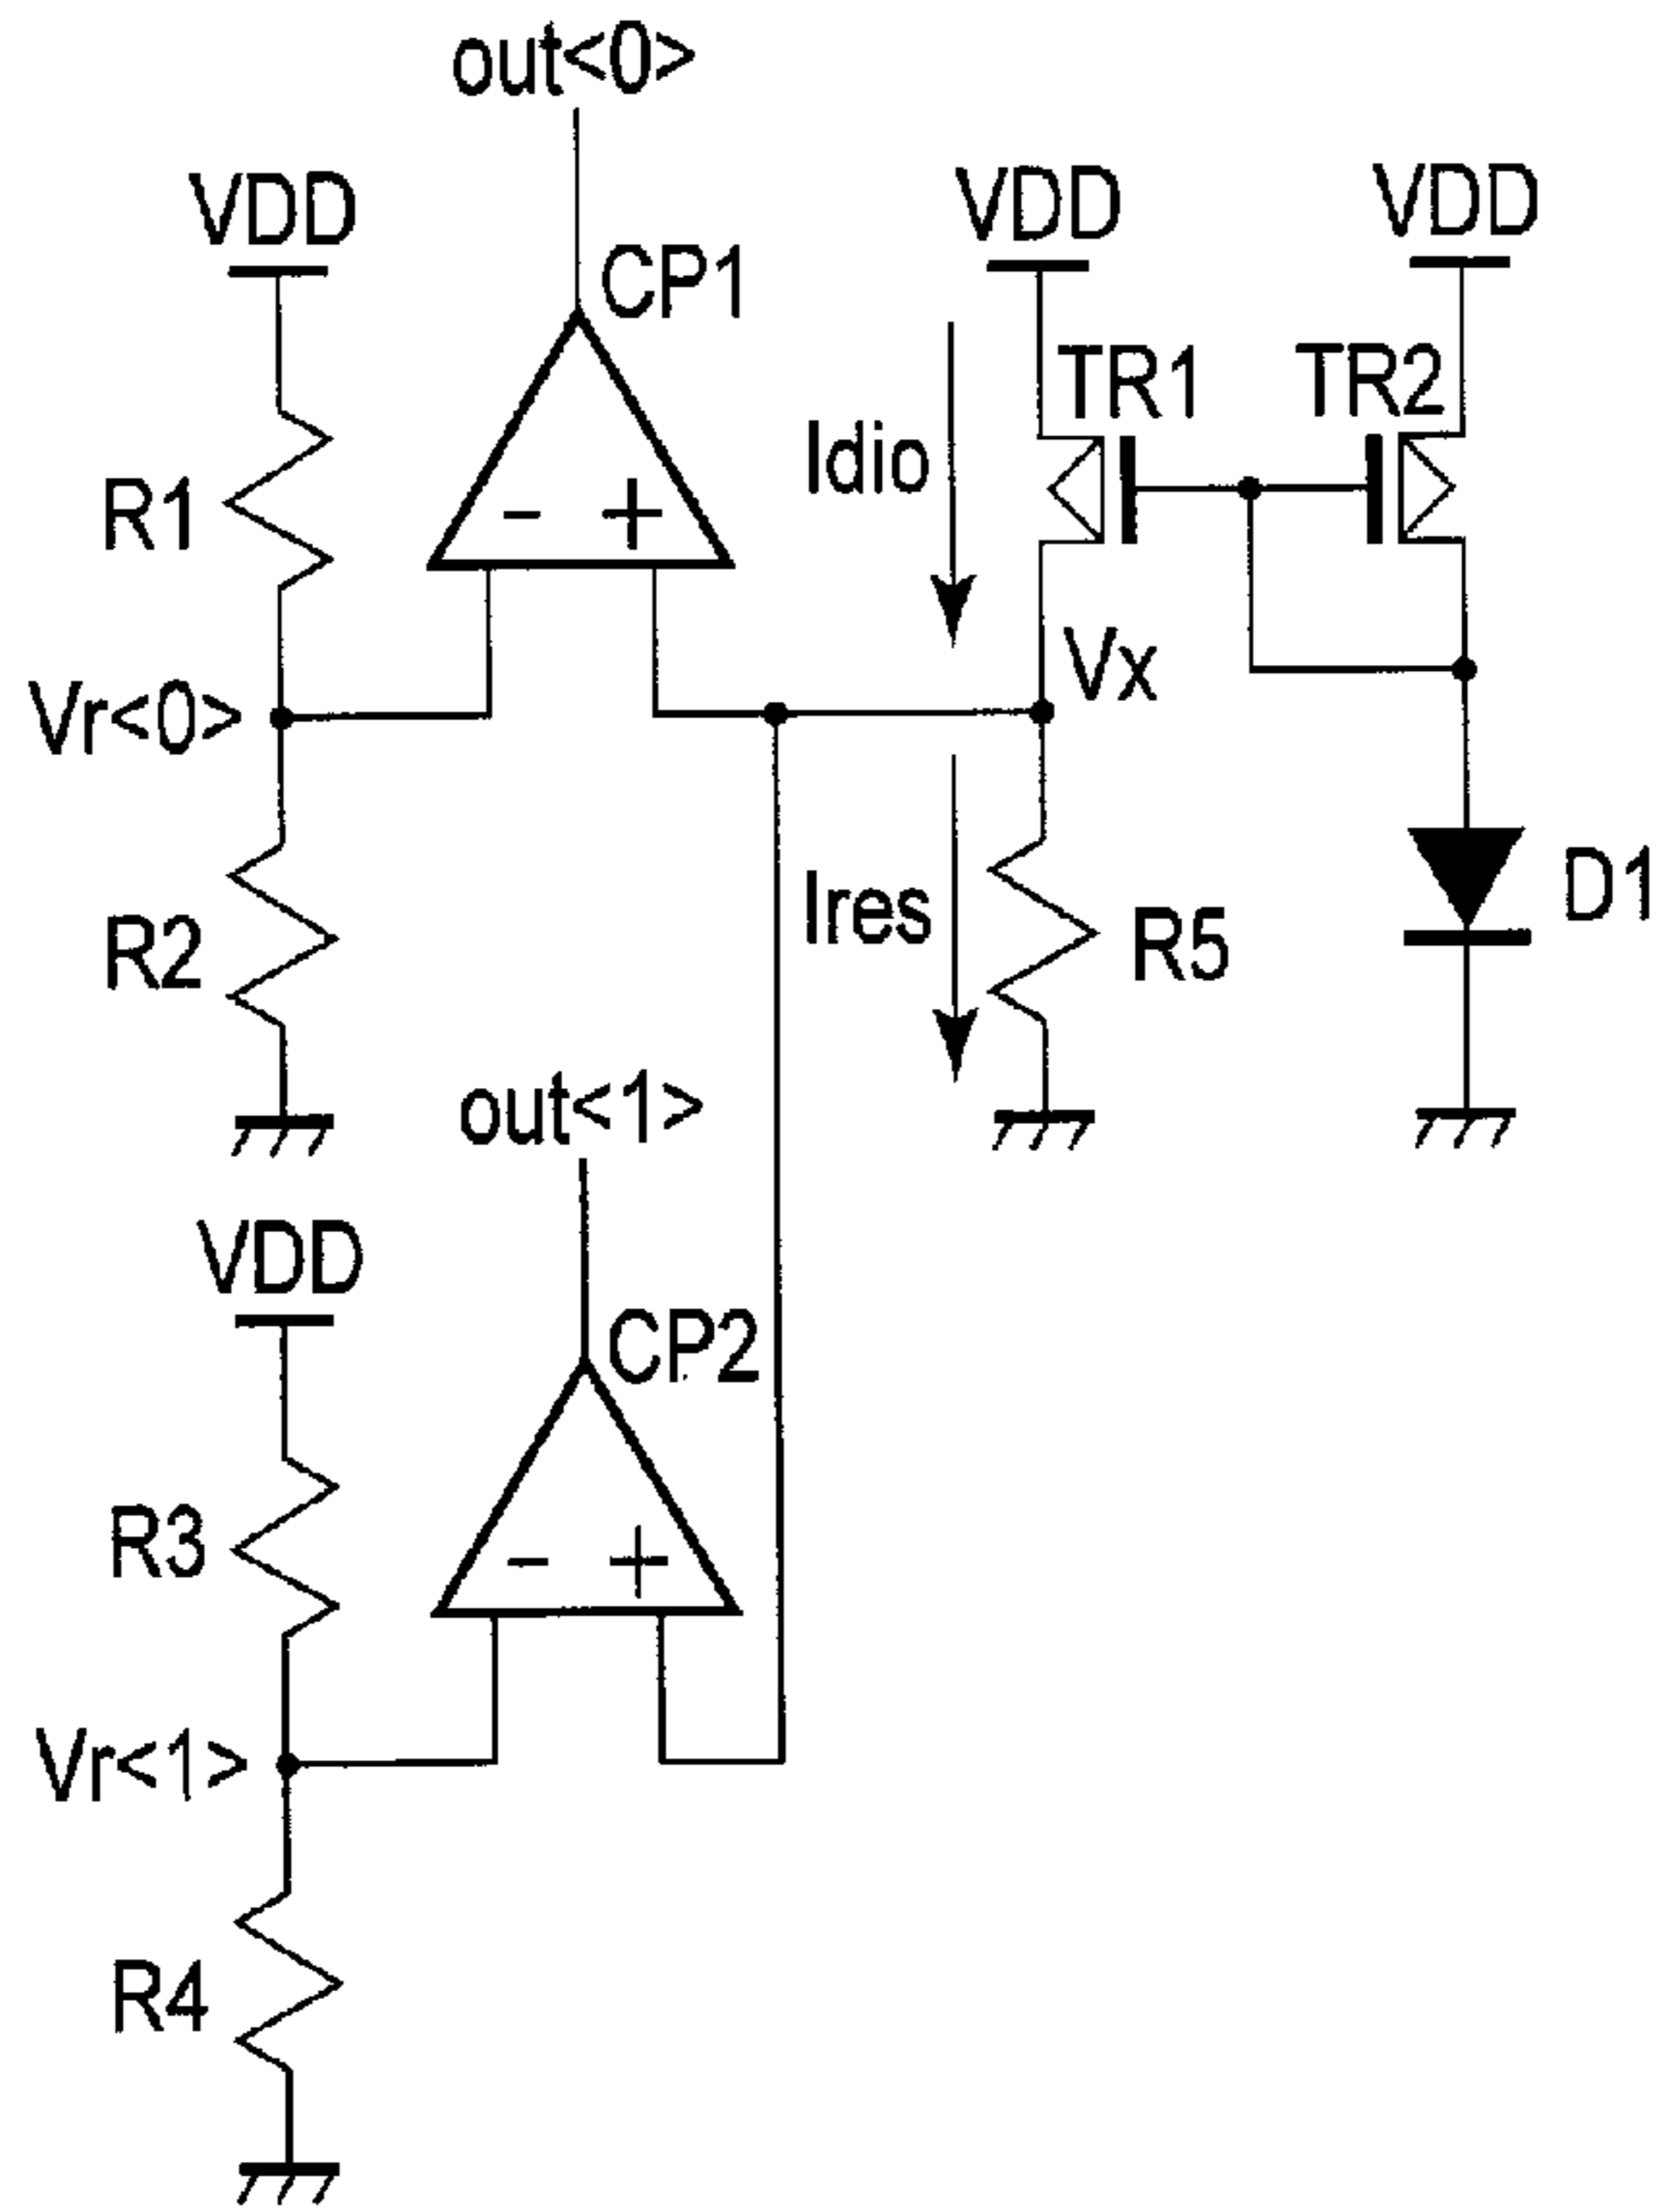 out<0>
VDD
VDD
VDD
CP1
TR1
TR2
Idio
R1
-
+
Vx
Vr<0>
D1
Ires
R5
R2
out<1>
VDD
CP2
R3
-
+
Vr<1>
R4